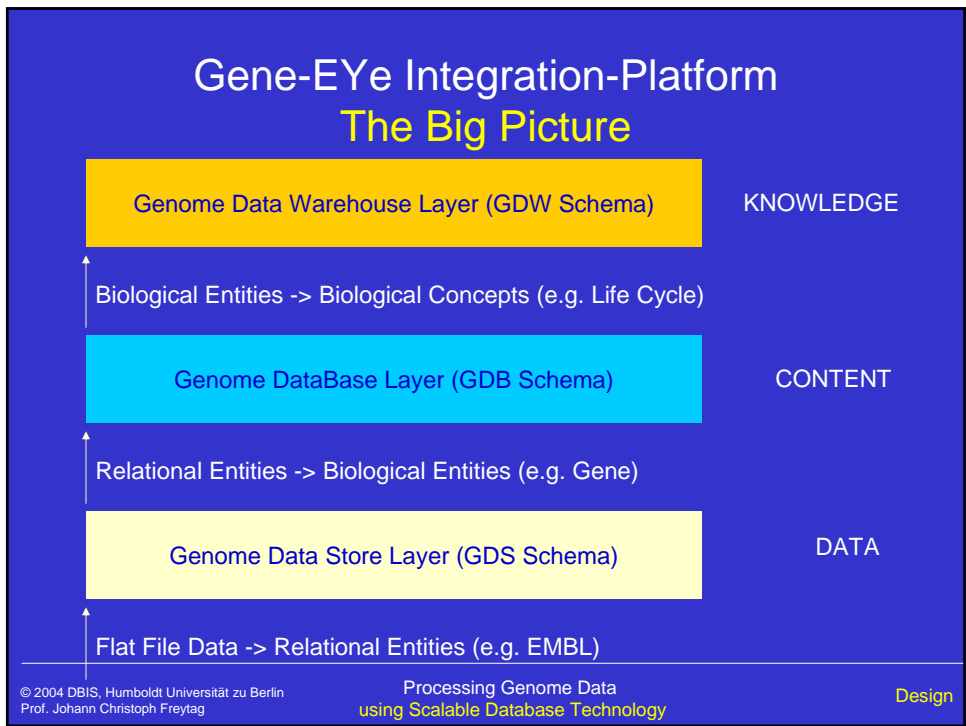 Gene-EYe Integration-Platform
The Big Picture
Genome Data Warehouse Layer (GDW Schema)
KNOWLEDGE
Biological Entities -> Biological Concepts (e.g. Life Cycle)
Genome DataBase Layer (GDB Schema)
CONTENT
Relational Entities -> Biological Entities (e.g. Gene)
Genome Data Store Layer (GDS Schema)
DATA
Flat File Data -> Relational Entities (e.g. EMBL)
© 2004 DBIS, Humboldt Universität zu Berlin
Prof. Johann Christoph Freytag
Processing Genome Data
using Scalable Database Technology
Design